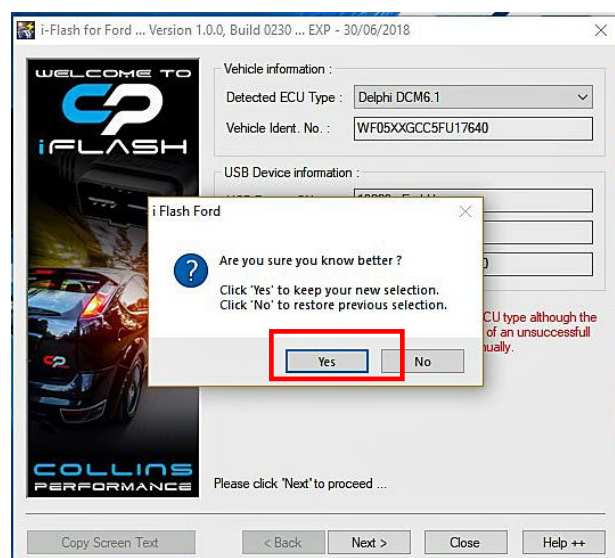 i-Flash for Ford ... Version 1.0.0, Build 0230 ... EXP - 30/06/2018
WELCOME TO
CP
iFLASH
Vehicle information :
Detected ECU Type : Delphi DCM6.1
Vehicle Ident. No. : WF05XXGCC5FU17640
USB Device information :
i Flash Ford
Are you sure you know better ?
Click 'Yes' to keep your new selection.
Click 'No' to restore previous selection.
Yes No
CU type although the
of an unsuccessfull
COLLINS
PERFORMANCE
Please click 'Next' to proceed ...
Copy Screen Text < Back Next > Close Help ++